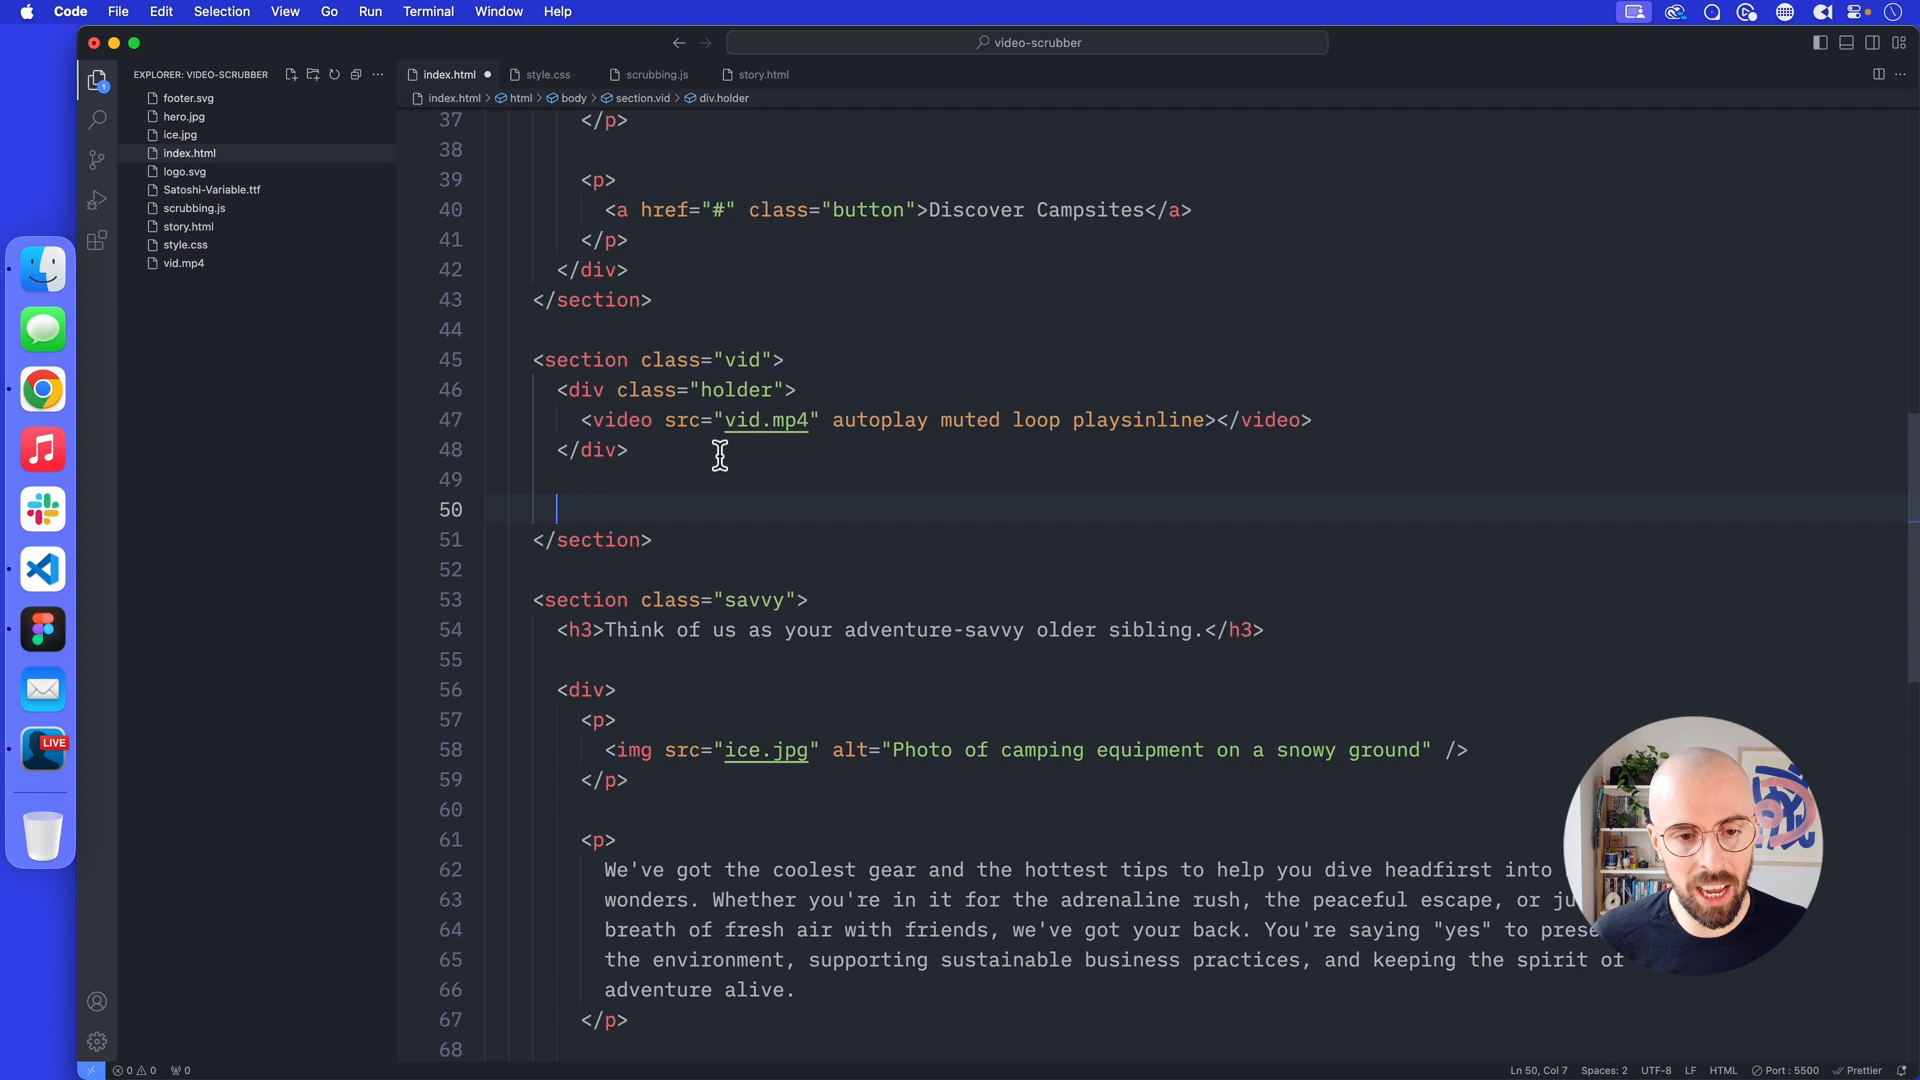 Code File Edit Selection View Go Run Terminal Window Help
video-scrubber
EXPLORER: VIDEO-SCRUBBER
footer.svg
hero.jpg
ice.jpg
index.html
logo.svg
Satoshi-Variable.ttf
scrubbing.js
story.html
style.css
vid.mp4
1
LIVE
index.html style.css scrubbing.js story.html
index.html > html > body > section.vid > div.holder
37 </p>
38
39 <p>
40 <a href="#" class="button">Discover Campsites</a>
41 </p>
42 </div>
43 </section>
44
45 <section class="vid">
46 <div class="holder">
47 <video src="vid.mp4" autoplay muted loop playsinline></video>
48 </div>
49
50
51 </section>
52
53 <section class="savvy">
54 <h3>Think of us as your adventure-savvy older sibling.</h3>
55
56 <div>
57 <p>
58 <img src="ice.jpg" alt="Photo of camping equipment on a snowy ground" />
59 </p>
60
61 <p>
62 We've got the coolest gear and the hottest tips to help you dive headfirst into
63 wonders. Whether you're in it for the adrenaline rush, the peaceful escape, or
64 breath of fresh air with friends, we've got your back. You're saying "yes" to
65 the environment, supporting sustainable business practices, and keeping the spirit of
66 adventure alive.
67 </p>
68
0 0 0 Ln 50, Col 7 Spaces: 2 UTF-8 LF HTML Port : 5500 Prettier